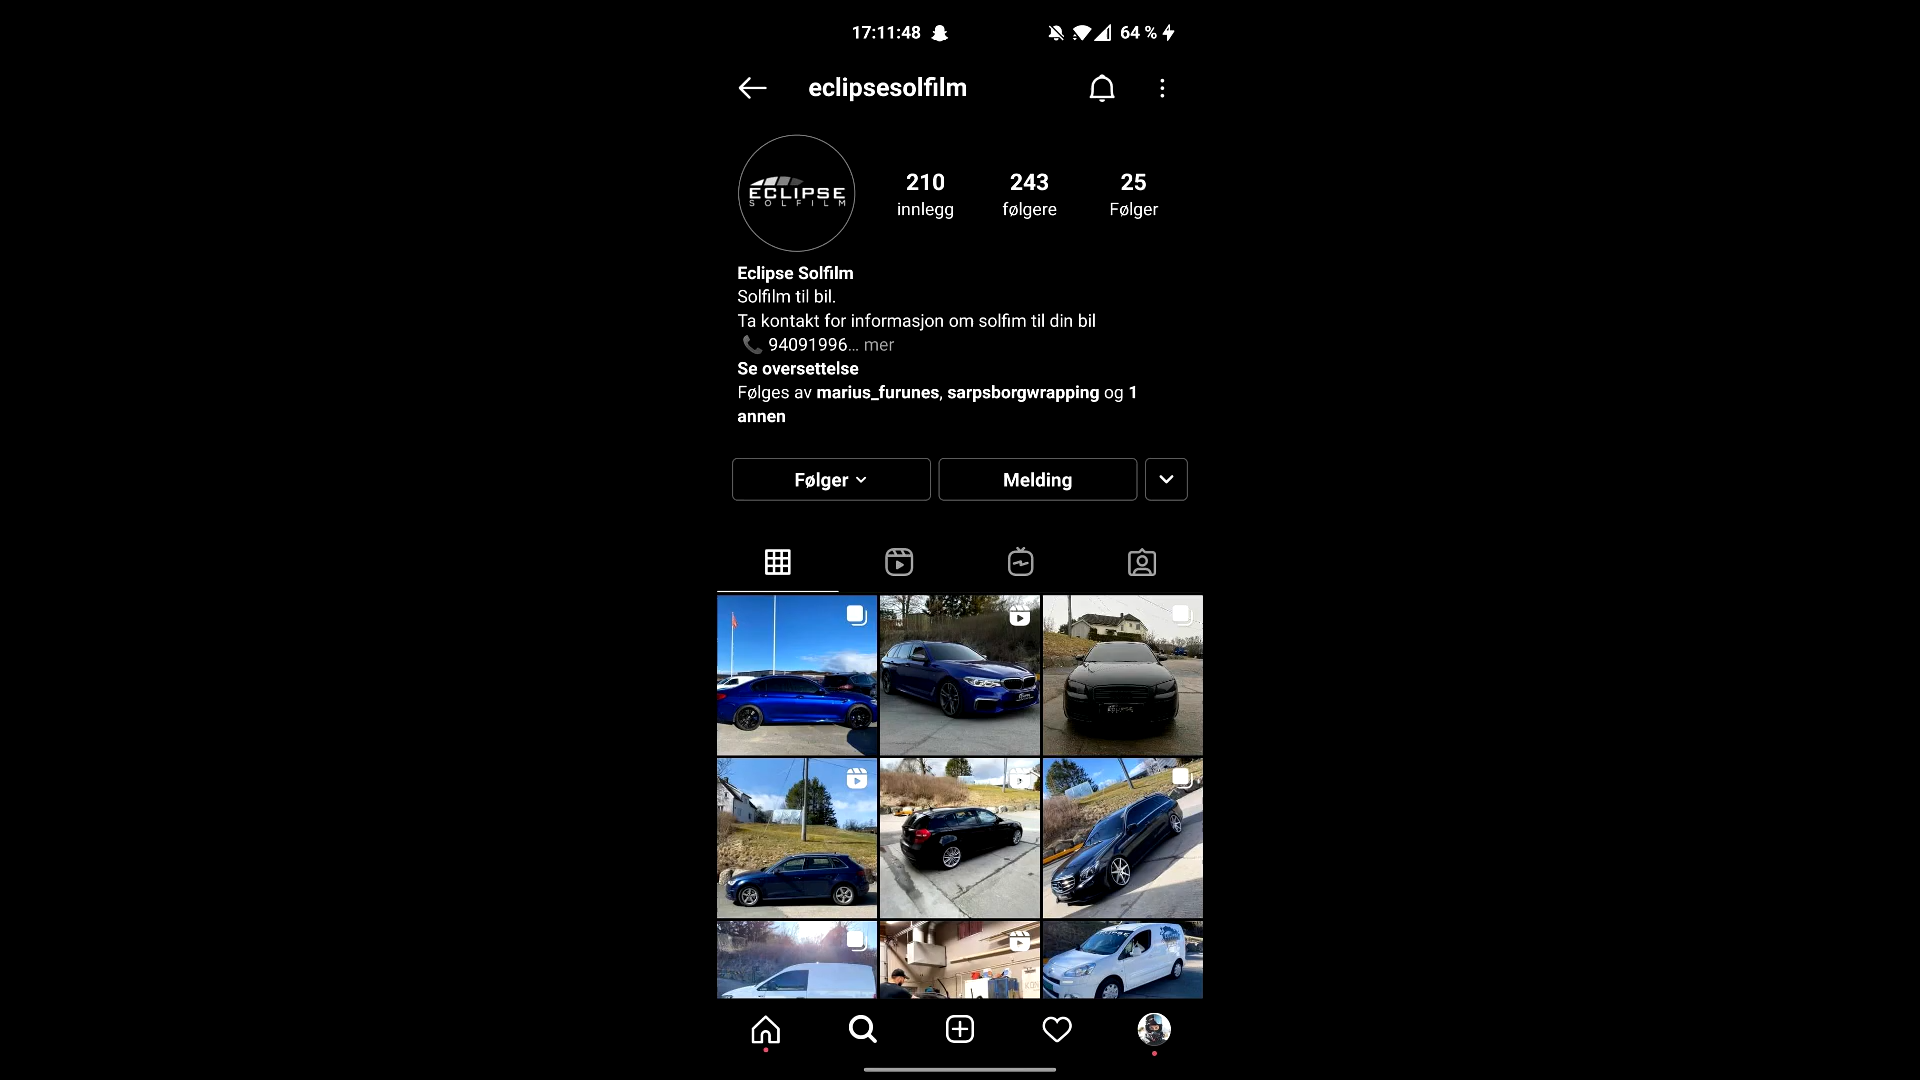 17:11:48
64 %
eclipsesolfilm
ECLIPSE
SOLFILM
210
243
25
innlegg
følgere
Følger
Eclipse Solfilm
Solfilm til bil.
Ta kontakt for informasjon om solfim til din bil
📞 94091996... mer
Se oversettelse
Følges av marius_furunes, sarpsborgwrapping og 1
annen
Følger
Melding
ECLIPSE